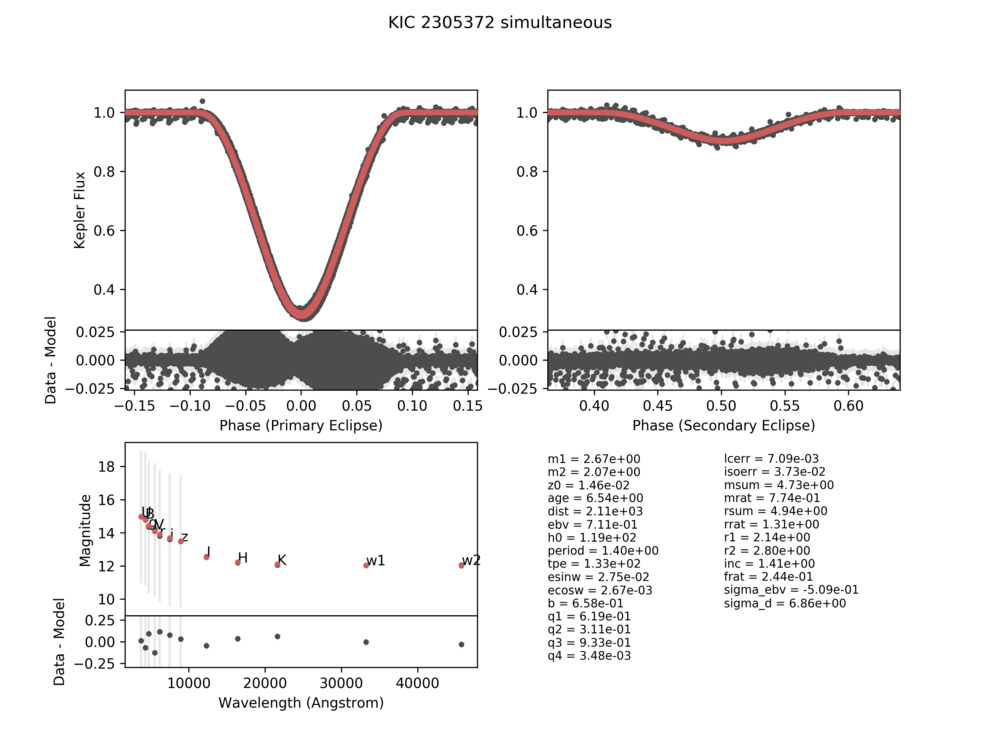 KIC 2305372 simultaneous
1.0
0.8
0.6
0.4
Kepler Flux
0.025
0.000
−0.025
Data - Model
−0.15 −0.10 −0.05 0.00 0.05 0.10 0.15
Phase (Primary Eclipse)
1.0
0.8
0.6
0.4
0.025
0.000
−0.025
0.40 0.45 0.50 0.55 0.60
Phase (Secondary Eclipse)
18
16
14
12
10
Magnitude
B
V
i
z
J
H
K
w1
w2
0.25
0.00
−0.25
Data - Model
10000 20000 30000 40000
Wavelength (Angstrom)
m1 = 2.67e+00
m2 = 2.07e+00
z0 = 1.46e-02
age = 6.54e+00
dist = 2.11e+03
ebv = 7.11e-01
h0 = 1.19e+02
period = 1.40e+00
tpe = 1.33e+02
esinw = 2.75e-02
ecosw = 2.67e-03
b = 6.58e-01
q1 = 6.19e-01
q2 = 3.11e-01
q3 = 9.33e-01
q4 = 3.48e-03
lcerr = 7.09e-03
isoerr = 3.73e-02
msum = 4.73e+00
mrat = 7.74e-01
rsum = 4.94e+00
rrat = 1.31e+00
r1 = 2.14e+00
r2 = 2.80e+00
inc = 1.41e+00
frat = 2.44e-01
sigma_ebv = -5.09e-01
sigma_d = 6.86e+00